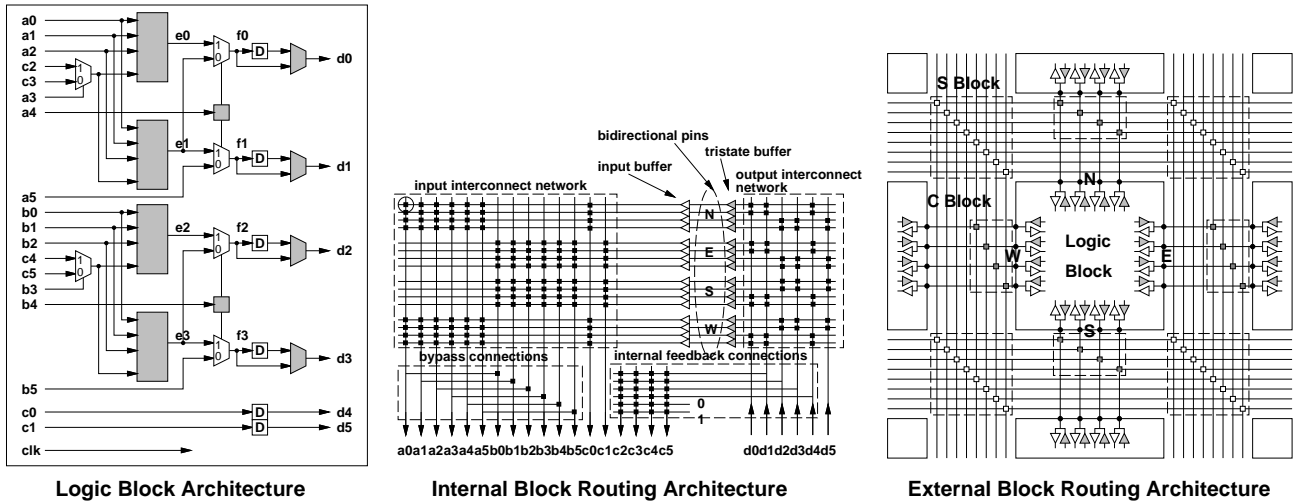 a0
a1
a2
c2
c3
a3
a4
a5
b0
b1
b2
c4
c5
b3
b4
b5
c0
c1
clk
e0
1
0
f0
D
d0
1
0
e1
1
0
f1
D
d1
e2
1
0
f2
D
d2
1
0
e3
1
0
f3
D
d3
D
d4
D
d5
Logic Block Architecture
bidirectional pins
input buffer
tristate buffer
input interconnect network
output interconnect
network
N
E
S
W
bypass connections
internal feedback connections
0
1
a0a1a2a3a4a5b0b1b2b3b4b5c0c1c2c3c4c5
d0d1d2d3d4d5
Internal Block Routing Architecture
S Block
N
C Block
W
Logic
Block
E
S
External Block Routing Architecture